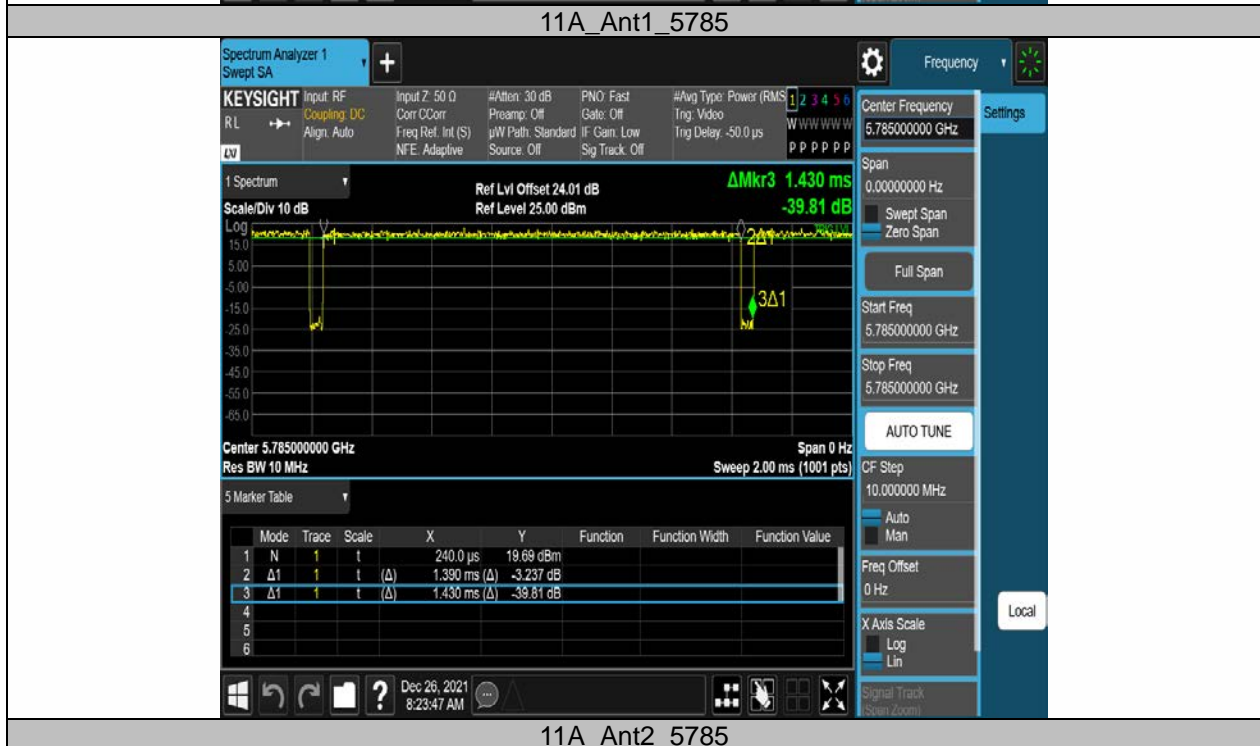 11A_Ant1_5785
Spectrum Analyzer 1
Swept SA
+
Frequency
KEYSIGHT
RL
LXI
Input: RF
Coupling: DC
Align: Auto
Input Z: 50 Ω
Corr CCorr
Freq Ref: Int (S)
NFE: Adaptive
#Atten: 30 dB
Preamp: Off
µW Path: Standard
Source: Off
PNO: Fast
Gate: Off
IF Gain: Low
Sig Track: Off
#Avg Type: Power (RMS
Trig: Video
Trig Delay: -50.0 µs
1 2 3 4 5 6
W W W W W W
P P P P P P
Center Frequency
5.785000000 GHz
Settings
1 Spectrum
Scale/Div 10 dB
Ref Lvl Offset 24.01 dB
Ref Level 25.00 dBm
ΔMkr3 1.430 ms
-39.81 dB
Log
15.0
5.00
-5.00
-15.0
-25.0
-35.0
-45.0
-55.0
-65.0
2Δ1
3Δ1
Center 5.785000000 GHz
Res BW 10 MHz
Span 0 Hz
Sweep 2.00 ms (1001 pts)
Span
0.00000000 Hz
Swept Span
Zero Span
Full Span
Start Freq
5.785000000 GHz
Stop Freq
5.785000000 GHz
AUTO TUNE
CF Step
10.000000 MHz
Auto
Man
Freq Offset
0 Hz
X Axis Scale
Log
Lin
Signal Track
(Span Zoom)
Local
5 Marker Table
Mode Trace Scale X Y Function Function Width Function Value
1 N 1 t 240.0 µs 19.69 dBm
2 Δ1 1 t (Δ) 1.390 ms (Δ) -3.237 dB
3 Δ1 1 t (Δ) 1.430 ms (Δ) -39.81 dB
4
5
6
?
Dec 26, 2021
8:23:47 AM
11A_Ant2_5785